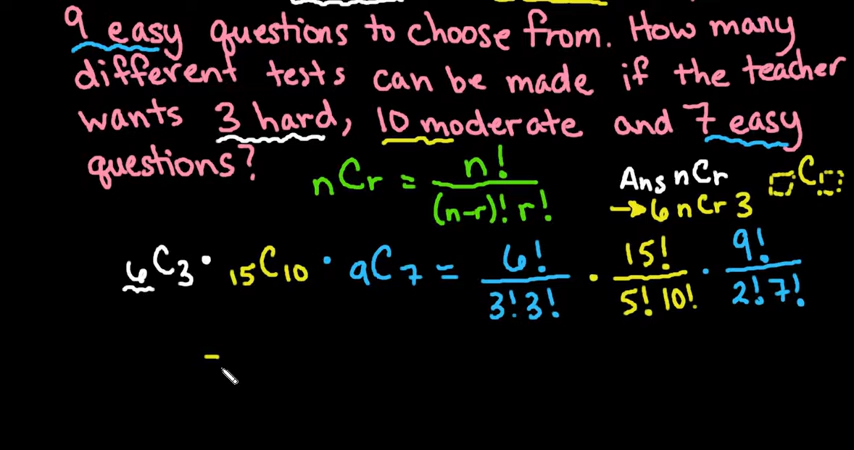 9 easy questions to choose from. How many
different tests can be made if the teacher
wants 3 hard, 10 moderate and 7 easy
questions?
nCr = n! / (n-r)! r!
Ans nCr
→ 6 nCr 3
C
6C3 · 15C10 · 9C7 = 6! / 3! 3! · 15! / 5! 10! · 9! / 2! 7!